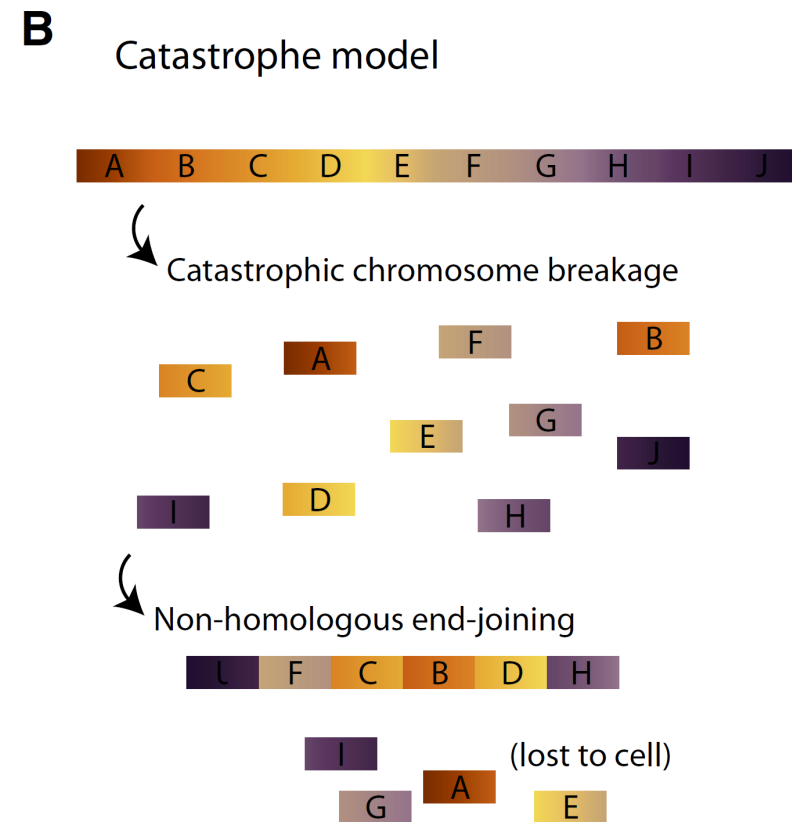 B
Catastrophe model
A B C D E F G H I J
Catastrophic chromosome breakage
C A F B
E G J
I D H
Non-homologous end-joining
J F C B D H
I (lost to cell)
G A E